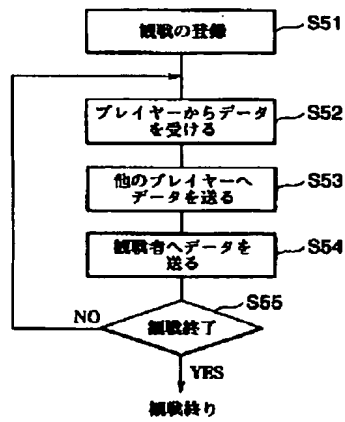 観戦の登録
S51
プレイヤーからデータ
を受ける
S52
他のプレイヤーへ
データを送る
S53
観戦者へデータを
送る
S54
観戦終了
S55
NO
YES
観戦終り